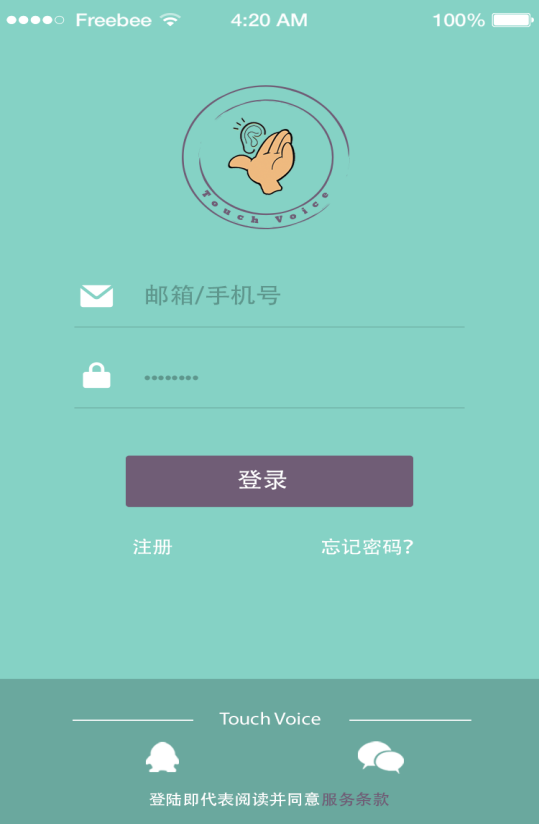 Freebee 4:20 AM 100%
Touch Voice
邮箱/手机号
登录
注册 忘记密码?
Touch Voice
登陆即代表阅读并同意服务条款